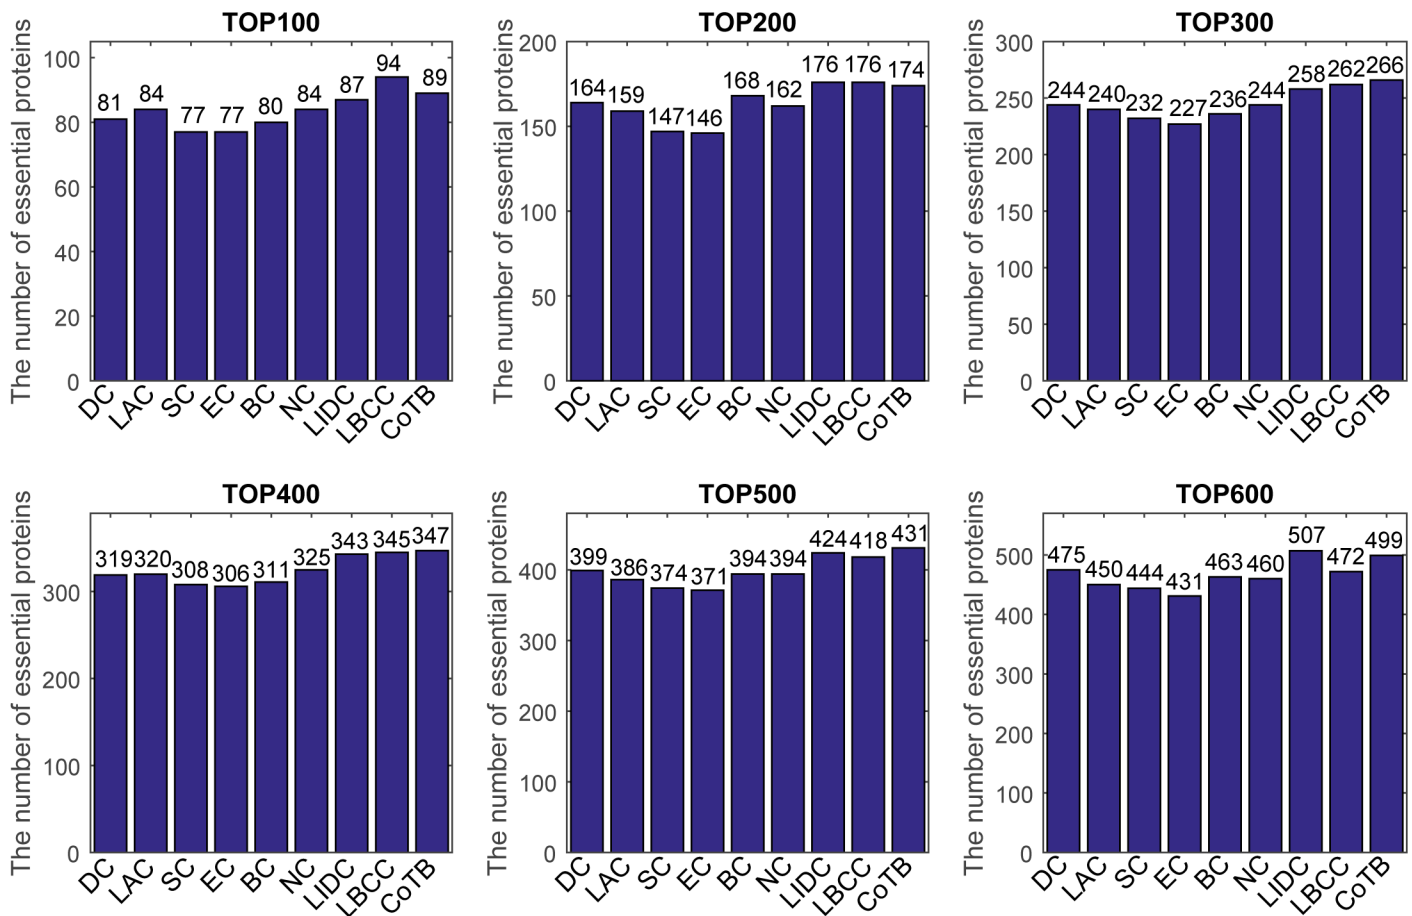 TOP100
The number of essential proteins
100
80
60
40
20
0
81 84 77 77 80 84 87 94 89
DC LAC SC EC BC NC LIDC LBCC CoTB
TOP200
The number of essential proteins
200
150
100
50
0
164 159 147 146 168 162 176 176 174
DC LAC SC EC BC NC LIDC LBCC CoTB
TOP300
The number of essential proteins
300
250
200
150
100
50
0
244 240 232 227 236 244 258 262 266
DC LAC SC EC BC NC LIDC LBCC CoTB
TOP400
The number of essential proteins
300
200
100
0
319 320 308 306 311 325 343 345 347
DC LAC SC EC BC NC LIDC LBCC CoTB
TOP500
The number of essential proteins
400
300
200
100
0
399 386 374 371 394 394 424 418 431
DC LAC SC EC BC NC LIDC LBCC CoTB
TOP600
The number of essential proteins
500
400
300
200
100
0
475 450 444 431 463 460 507 472 499
DC LAC SC EC BC NC LIDC LBCC CoTB